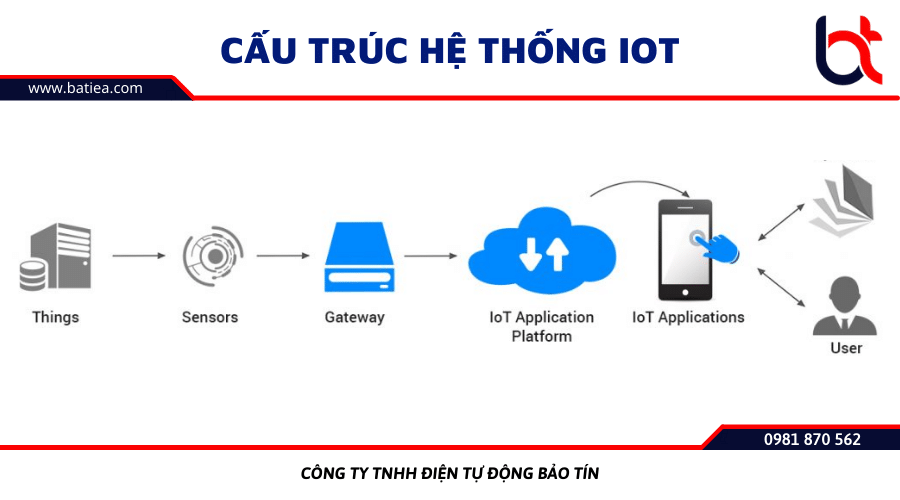 CẤU TRÚC HỆ THỐNG IOT
bt
www.batiea.com
Things
Sensors
Gateway
IoT Application
Platform
IoT Applications
User
0981 870 562
CÔNG TY TNHH ĐIỆN TỰ ĐỘNG BẢO TÍN